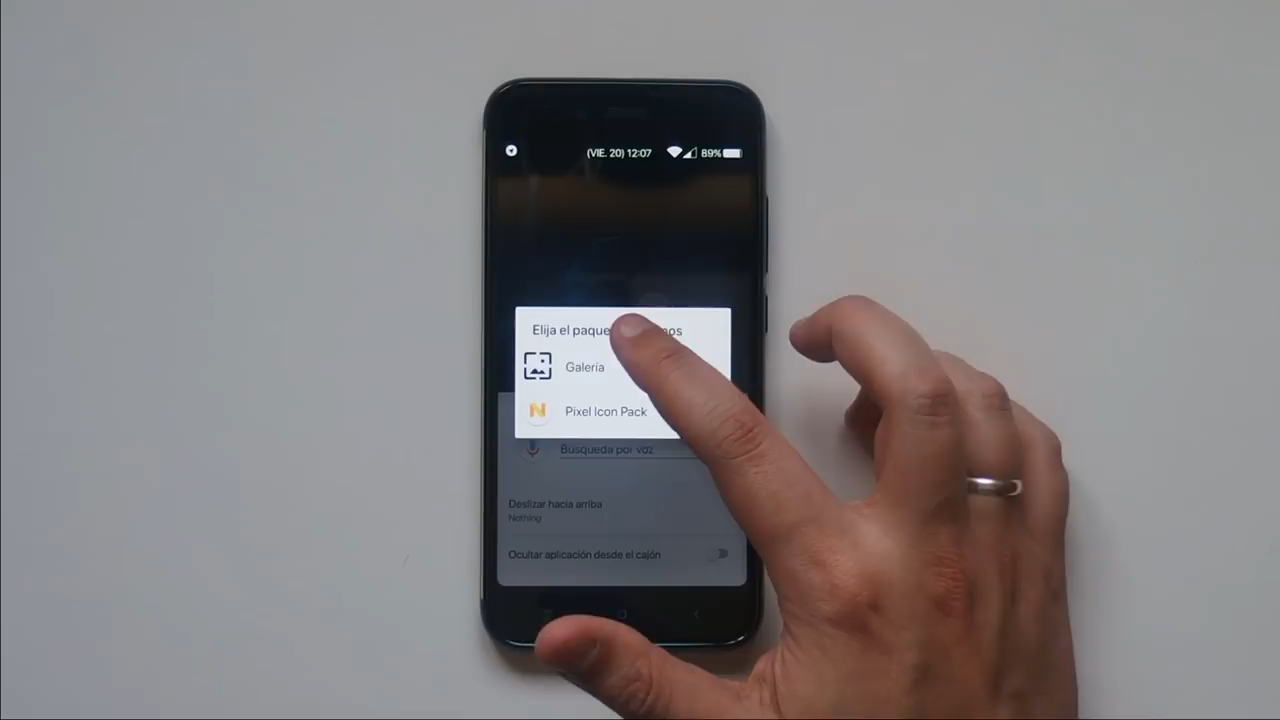 (VIE. 20) 12:07 89%
Elija el
Galería
N
Pixel Icon Pack
Búsqueda por voz
Deslizar hacia arriba
Nothing
Ocultar aplicación desde el cajón